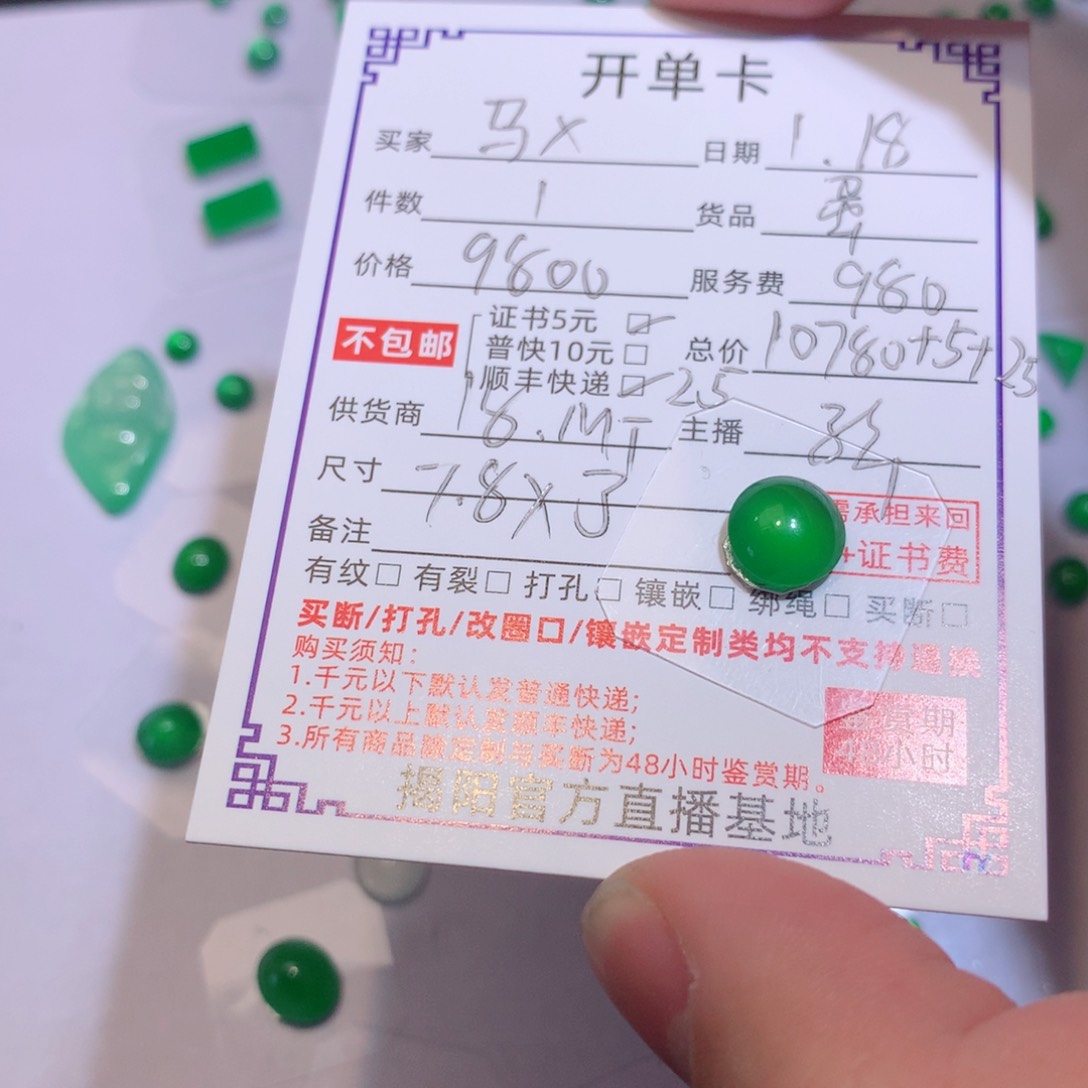 开单卡
买家 马X 日期 1.18
件数 1 货品 蛋
价格 9800 服务费 980
不包邮 证书5元 ☑
普快10元 □ 总价 10780+5+25
顺丰快递 ☑ 25
供货商 主播
尺寸 7.8X3
需承担来回
备注
+证书费
有纹□ 有裂□ 打孔□ 镶嵌□ 绑绳□ 买断□
买断/打孔/改圈口/镶嵌定制类均不支持退换
购买须知:
1.千元以下默认发普通快递;
2.千元以上默认发顺丰快递;
3.所有商品除定制与买断为48小时鉴赏期。
赏期
小时
揭阳官方直播基地